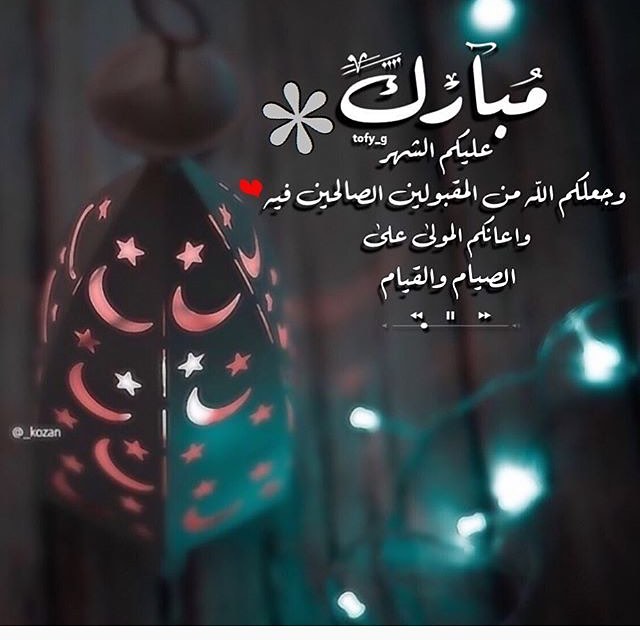 مُبارك
tofy_g
عليكم الشهر
وجعلكم الله من المقبولين الصالحين فيه
واعانكم المولى على
الصيام والقيام
@_kozan